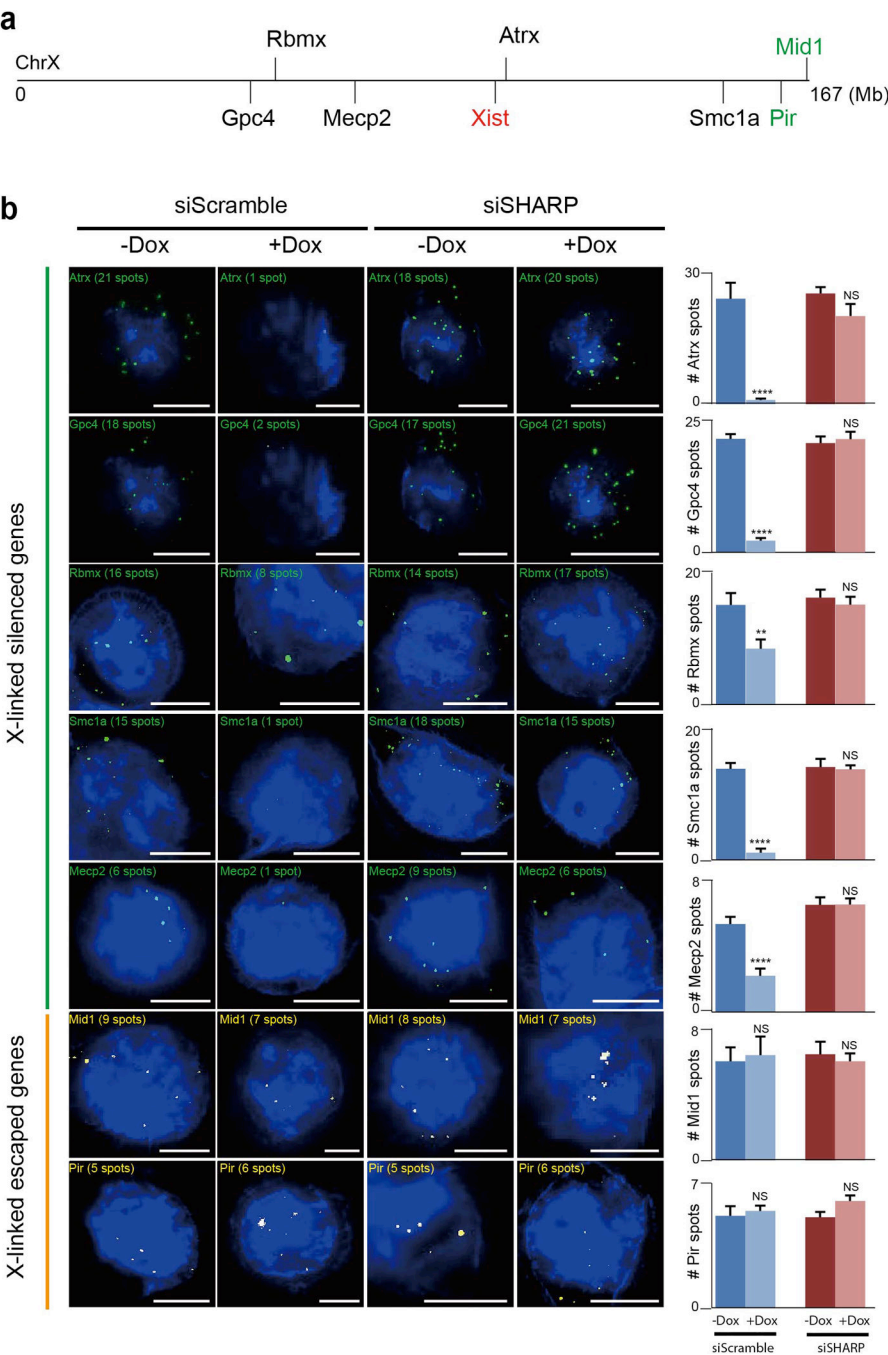 a
Rbmx
Atrx
Mid1
ChrX
0
167 (Mb)
Gpc4
Mecp2
Xist
Smc1a
Pir
b
siScramble
siSHARP
-Dox
+Dox
-Dox
+Dox
X-linked silenced genes
Atrx (21 spots)
Atrx (1 spot)
Atrx (18 spots)
Atrx (20 spots)
30
# Atrx spots
0
****
NS
Gpc4 (18 spots)
Gpc4 (2 spots)
Gpc4 (17 spots)
Gpc4 (21 spots)
25
# Gpc4 spots
0
****
NS
Rbmx (16 spots)
Rbmx (8 spots)
Rbmx (14 spots)
Rbmx (17 spots)
20
# Rbmx spots
0
**
NS
Smc1a (15 spots)
Smc1a (1 spot)
Smc1a (18 spots)
Smc1a (15 spots)
20
# Smc1a spots
0
****
NS
Mecp2 (6 spots)
Mecp2 (1 spot)
Mecp2 (9 spots)
Mecp2 (6 spots)
8
# Mecp2 spots
0
****
NS
X-linked escaped genes
Mid1 (9 spots)
Mid1 (7 spots)
Mid1 (8 spots)
Mid1 (7 spots)
8
# Mid1 spots
0
NS
NS
Pir (5 spots)
Pir (6 spots)
Pir (5 spots)
Pir (6 spots)
7
# Pir spots
0
NS
NS
-Dox +Dox
-Dox +Dox
siScramble
siSHARP